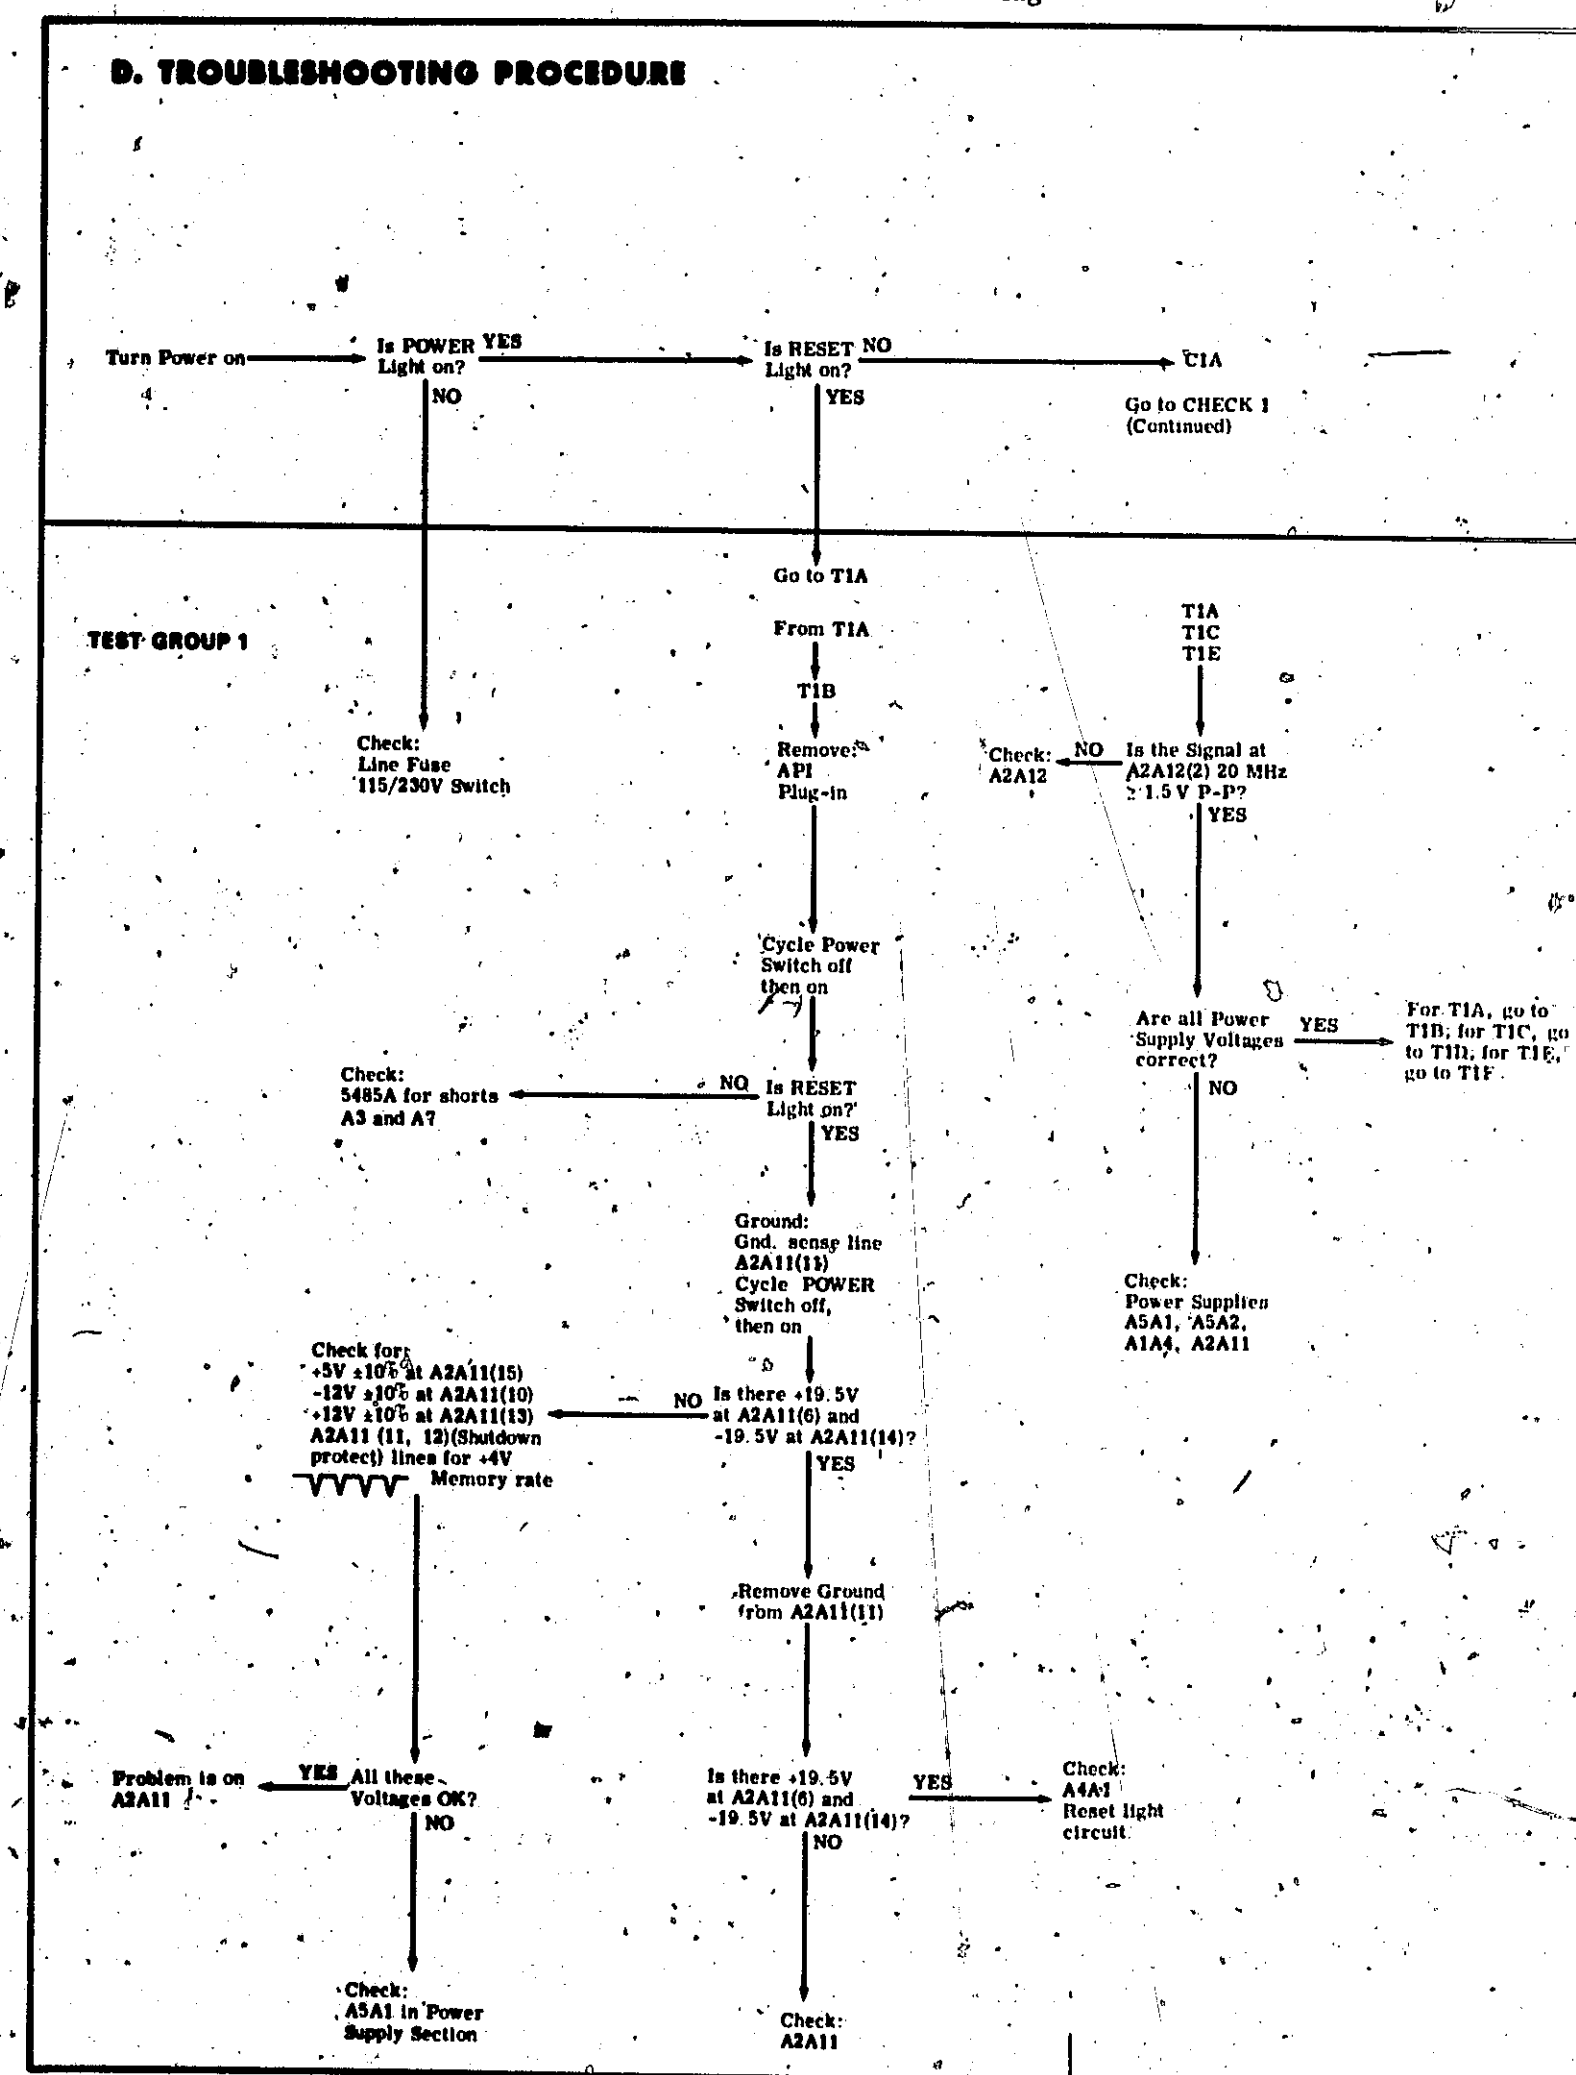 D. TROUBLESHOOTING PROCEDURE
Turn Power on
Is POWER
Light on?
YES
NO
Is RESET
Light on?
NO
YES
C1A
Go to CHECK 1
(Continued)
Go to T1A
TEST GROUP 1
From T1A
T1B
Remove:
API
Plug-in
Check:
Line Fuse
115/230V Switch
T1A
T1C
T1E
Is the Signal at
A2A12(2) 20 MHz
≥ 1.5 V P-P?
NO
Check:
A2A12
YES
Cycle Power
Switch off
then on
Are all Power
Supply Voltages
correct?
YES
For T1A, go to
T1B; for T1C, go
to T1D; for T1E,
go to T1F.
NO
Is RESET
Light on?
NO
Check:
5485A for shorts
A3 and A7
YES
Ground:
Gnd. sense line
A2A11(11)
Cycle POWER
Switch off,
then on
Check:
Power Supplies
A5A1, A5A2,
A1A4, A2A11
Check for:
+5V ±10% at A2A11(15)
-12V ±10% at A2A11(10)
+12V ±10% at A2A11(13)
A2A11 (11, 12)(Shutdown
protect) lines for +4V
Memory rate
NO
Is there +19.5V
at A2A11(6) and
-19.5V at A2A11(14)?
YES
Remove Ground
from A2A11(11)
Problem is on
A2A11
YES
All these
Voltages OK?
NO
Is there +19.5V
at A2A11(6) and
-19.5V at A2A11(14)?
YES
NO
Check:
A4A1
Reset light
circuit.
Check:
A5A1 in Power
Supply Section
Check:
A2A11